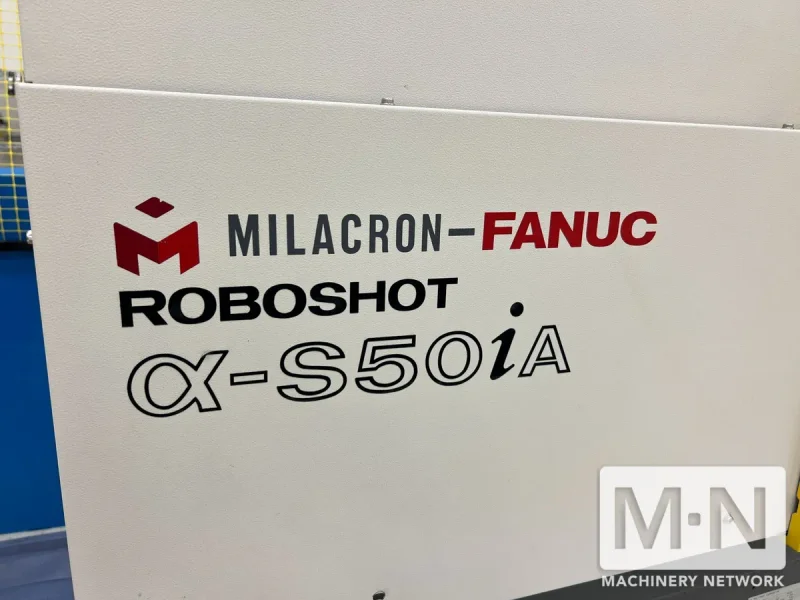 MILACRON–FANUC
ROBOSHOT
α-S50iA
M·N
MACHINERY NETWORK